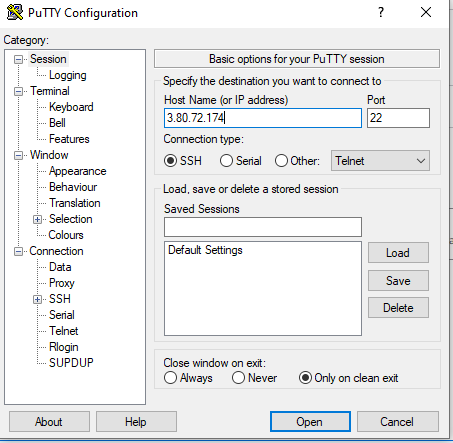 PuTTY Configuration
?
Category:
Session
Logging
Terminal
Keyboard
Bell
Features
Window
Appearance
Behaviour
Translation
Selection
Colours
Connection
Data
Proxy
SSH
Serial
Telnet
Rlogin
SUPDUP
Basic options for your PuTTY session
Specify the destination you want to connect to
Host Name (or IP address) Port
3.80.72.174 22
Connection type:
SSH Serial Other: Telnet
Load, save or delete a stored session
Saved Sessions
Default Settings
Load
Save
Delete
Close window on exit:
Always Never Only on clean exit
About Help Open Cancel